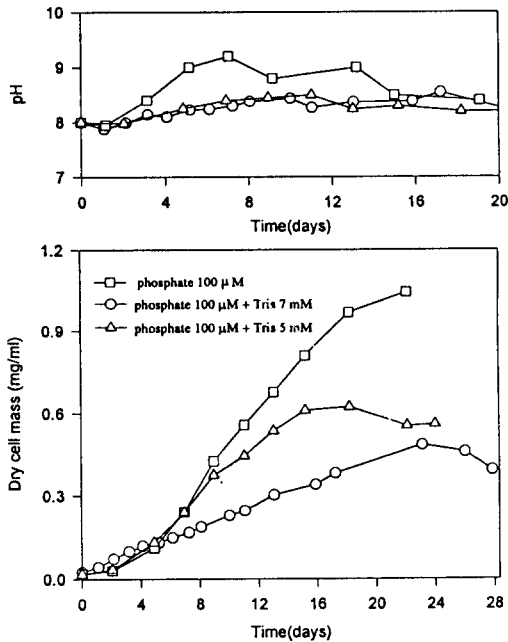 10
9
8
7
pH
0 4 8 12 16 20
Time(days)
1.2
0.9
0.6
0.3
0.0
Dry cell mass (mg/ml)
phosphate 100 μM
phosphate 100 μM + Tris 7 mM
phosphate 100 μM + Tris 5 mM
0 4 8 12 16 22 24 28
Time(days)